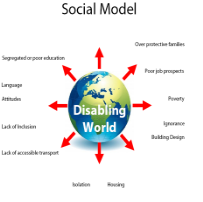 Social Model
Over protective families
Segregated or poor education
Poor job prospects
Language
Attitudes
Poverty
Disabling
World
Lack of Inclusion
Ignorance
Building Design
Lack of accessible transport
Isolation
Housing